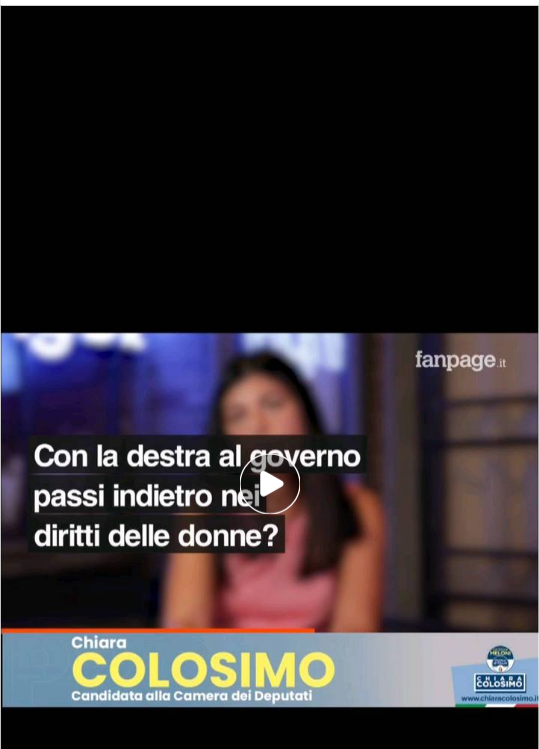 fanpage.it
Con la destra al governo
passi indietro nei
diritti delle donne?
Chiara
COLOSIMO
Candidata alla Camera dei Deputati
MELONI
CHIARA
COLOSIMO
www.chiaracolosimo.it